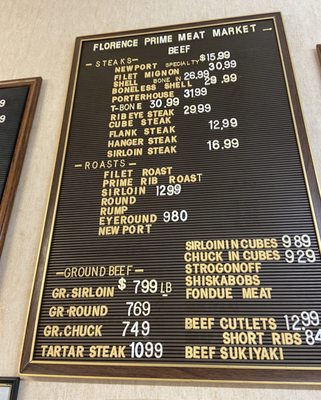 FLORENCE PRIME MEAT MARKET
BEEF
-STEAKS-
NEWPORT SPECIALTY $15.99
FILET MIGNON 30.99
SHELL BONE IN 26.99
BONELESS SHELL 29.99
PORTERHOUSE 31.99
T-BONE 30.99
RIB EYE STEAK 29.99
CUBE STEAK
FLANK STEAK 12.99
HANGER STEAK
SIRLOIN STEAK 16.99
-ROASTS-
FILET ROAST
PRIME RIB ROAST
SIRLOIN 12.99
ROUND
RUMP
EYEROUND 9.80
NEWPORT
-GROUND BEEF-
GR. SIRLOIN $7.99 LB
GR. ROUND 7.69
GR. CHUCK 7.49
TARTAR STEAK 10.99
SIRLOIN IN CUBES 9.89
CHUCK IN CUBES 9.29
STROGONOFF
SHISKABOBS
FONDUE MEAT
BEEF CUTLETS 12.99
SHORT RIBS
BEEF SUKIYAKI